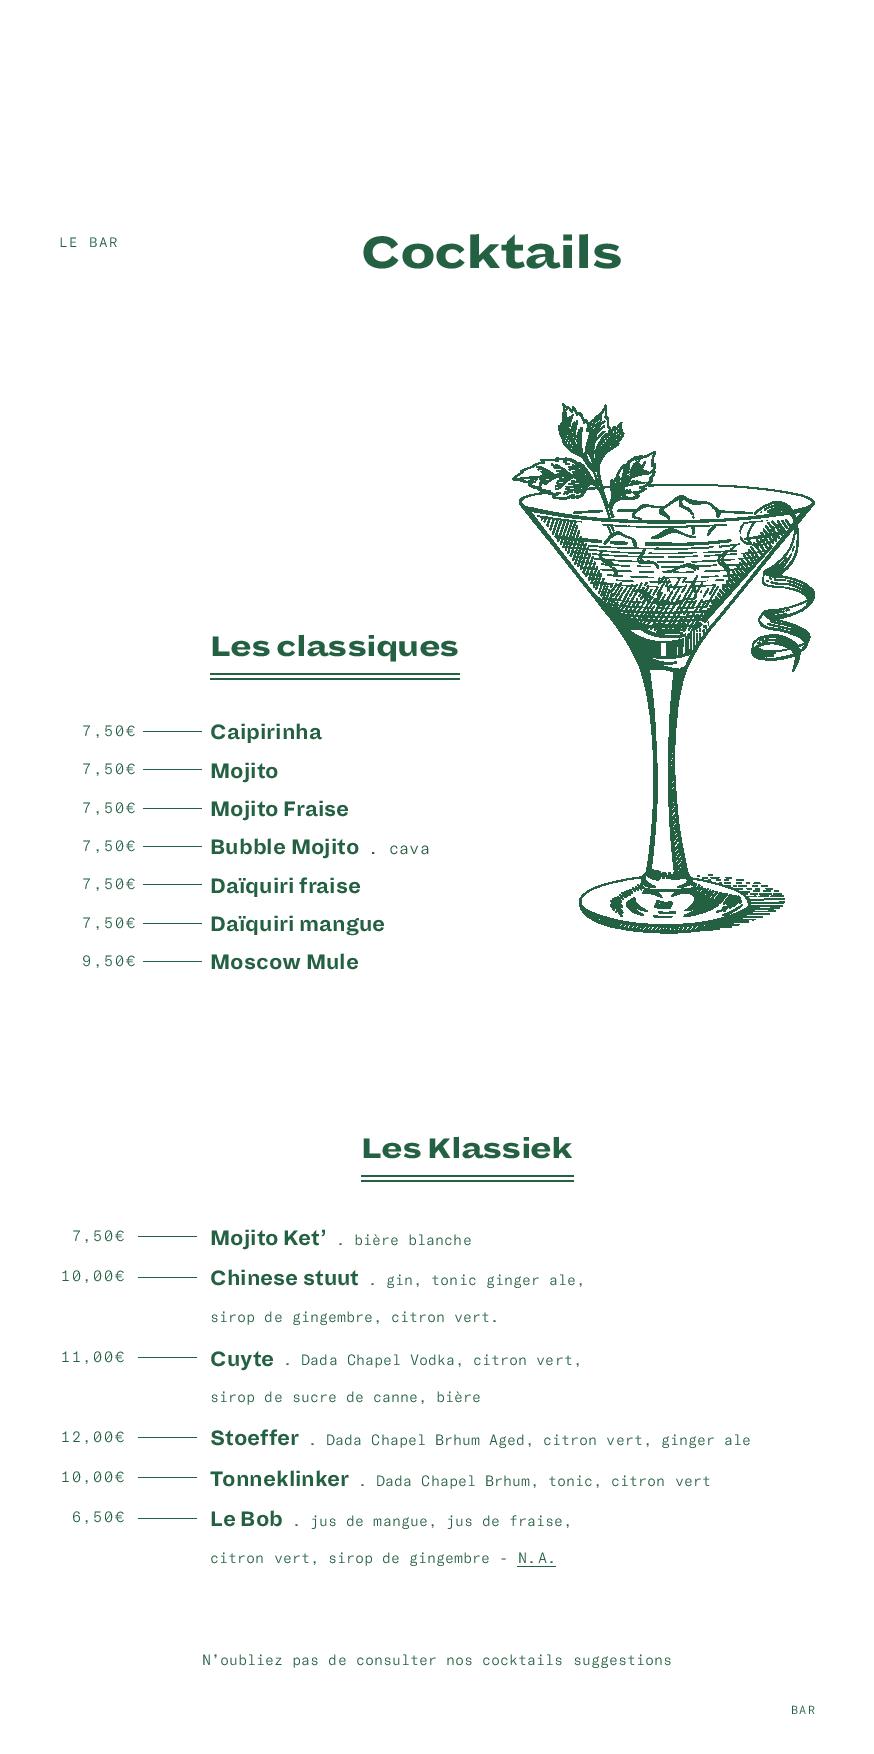 LE BAR
Cocktails
Les classiques
7,50€ Caipirinha
7,50€ Mojito
7,50€ Mojito Fraise
7,50€ Bubble Mojito . cava
7,50€ Daïquiri fraise
7,50€ Daïquiri mangue
9,50€ Moscow Mule
Les Klassiek
7,50€ Mojito Ket’ . bière blanche
10,00€ Chinese stuut . gin, tonic ginger ale,
sirop de gingembre, citron vert.
11,00€ Cuyte . Dada Chapel Vodka, citron vert,
sirop de sucre de canne, bière
12,00€ Stoeffer . Dada Chapel Brhum Aged, citron vert, ginger ale
10,00€ Tonneklinker . Dada Chapel Brhum, tonic, citron vert
6,50€ Le Bob . jus de mangue, jus de fraise,
citron vert, sirop de gingembre - N.A.
N’oubliez pas de consulter nos cocktails suggestions
BAR